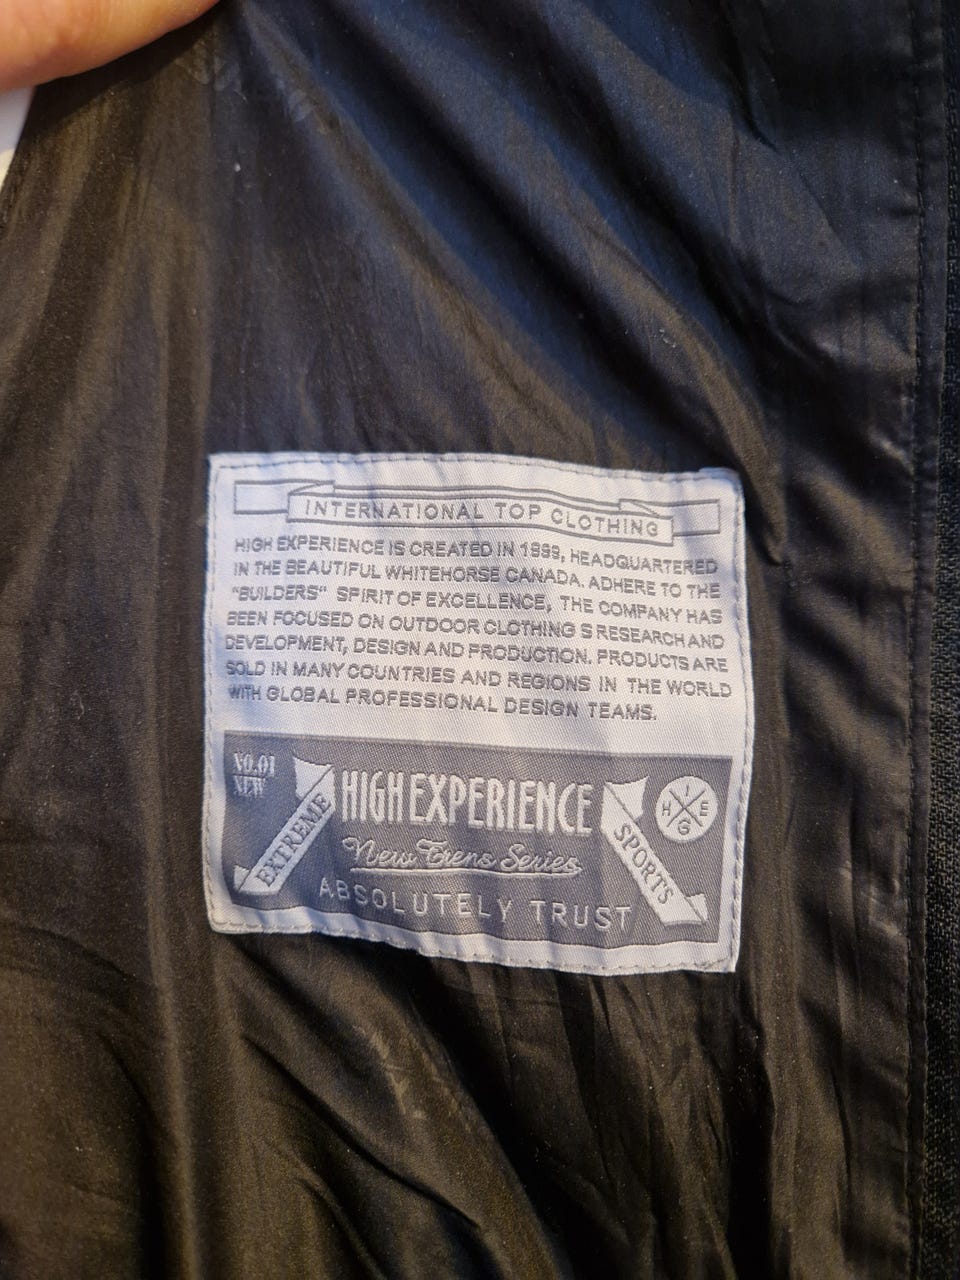 INTERNATIONAL TOP CLOTHING
HIGH EXPERIENCE IS CREATED IN 1999, HEADQUARTERED
IN THE BEAUTIFUL WHITEHORSE CANADA. ADHERE TO THE
"BUILDERS" SPIRIT OF EXCELLENCE, THE COMPANY HAS
BEEN FOCUSED ON OUTDOOR CLOTHING S RESEARCH AND
DEVELOPMENT, DESIGN AND PRODUCTION. PRODUCTS ARE
SOLD IN MANY COUNTRIES AND REGIONS IN THE WORLD
WITH GLOBAL PROFESSIONAL DESIGN TEAMS.
NO.01
NEW
EXTREME
HIGH EXPERIENCE
New Trens Series
ABSOLUTELY TRUST
SPORTS
H I E G